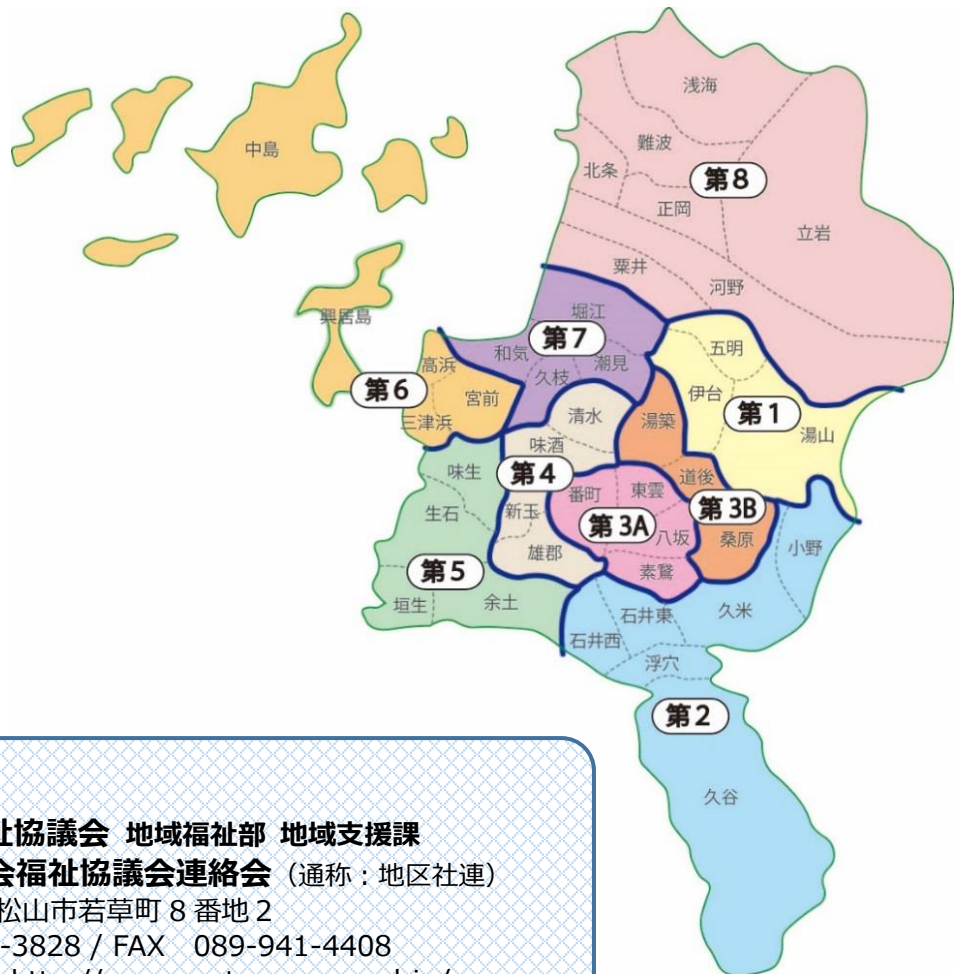 浅海
難波
北条
第8
正岡
立岩
粟井
河野
中島
興居島
堀江
第7
和気
潮見
久枝
五明
伊台
第1
湯山
高浜
第6
宮前
三津浜
清水
味酒
湯築
第4
味生
生石
番町
東雲
道後
第3B
新玉
第3A
八坂
桑原
雄郡
素鵞
小野
第5
垣生
余土
石井東
久米
石井西
浮穴
第2
久谷
祉協議会 地域福祉部 地域支援課
会福祉協議会連絡会（通称：地区社連）
松山市若草町8番地2
-3828 / FAX 089-941-4408